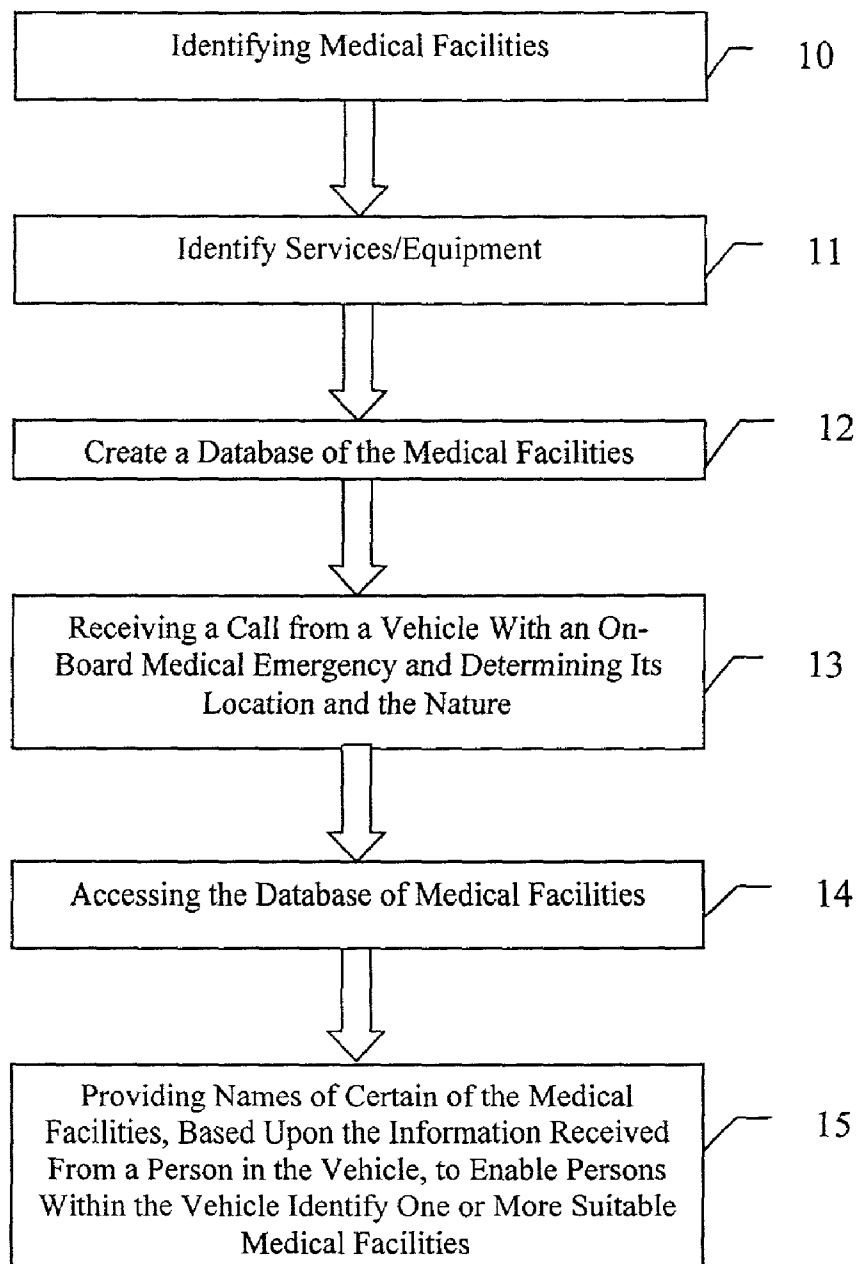 Identifying Medical Facilities
10
Identify Services/Equipment
11
Create a Database of the Medical Facilities
12
Receiving a Call from a Vehicle With an On-
Board Medical Emergency and Determining Its
Location and the Nature
13
Accessing the Database of Medical Facilities
14
Providing Names of Certain of the Medical
Facilities, Based Upon the Information Received
From a Person in the Vehicle, to Enable Persons
Within the Vehicle Identify One or More Suitable
Medical Facilities
15